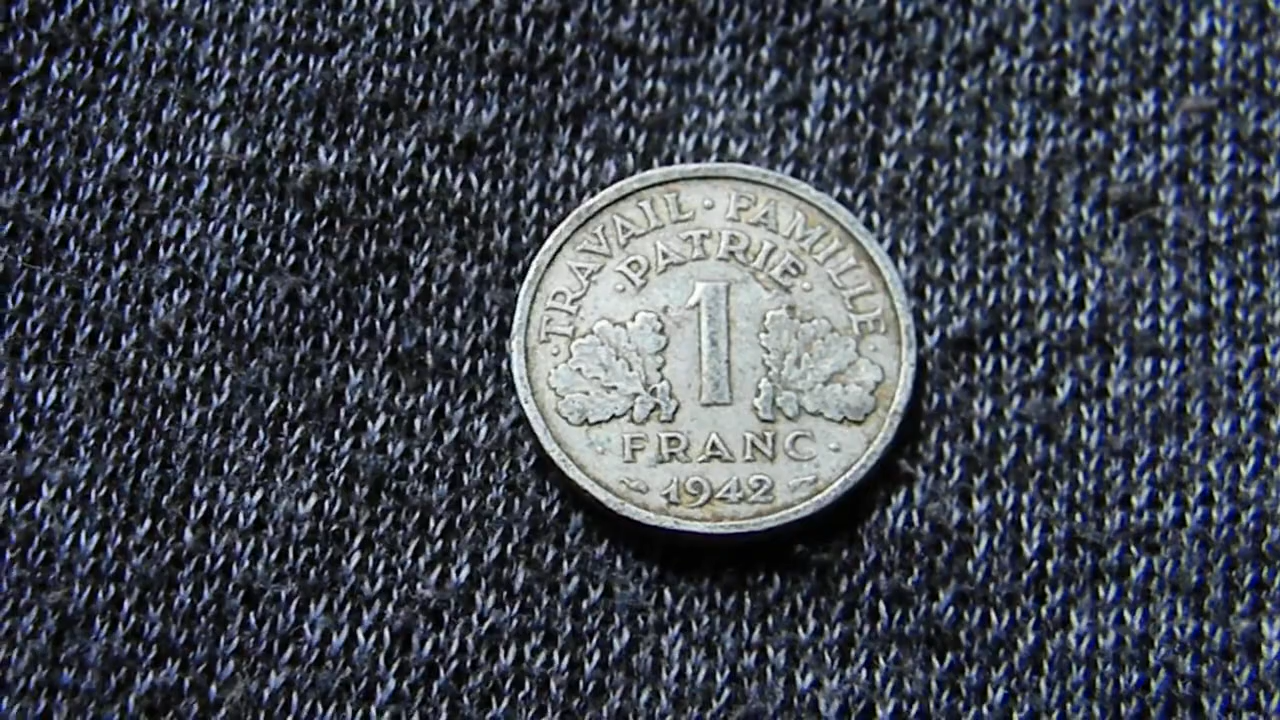 · TRAVAIL · FAMILLE ·
· PATRIE ·
1
· FRANC ·
~ 1942 ~